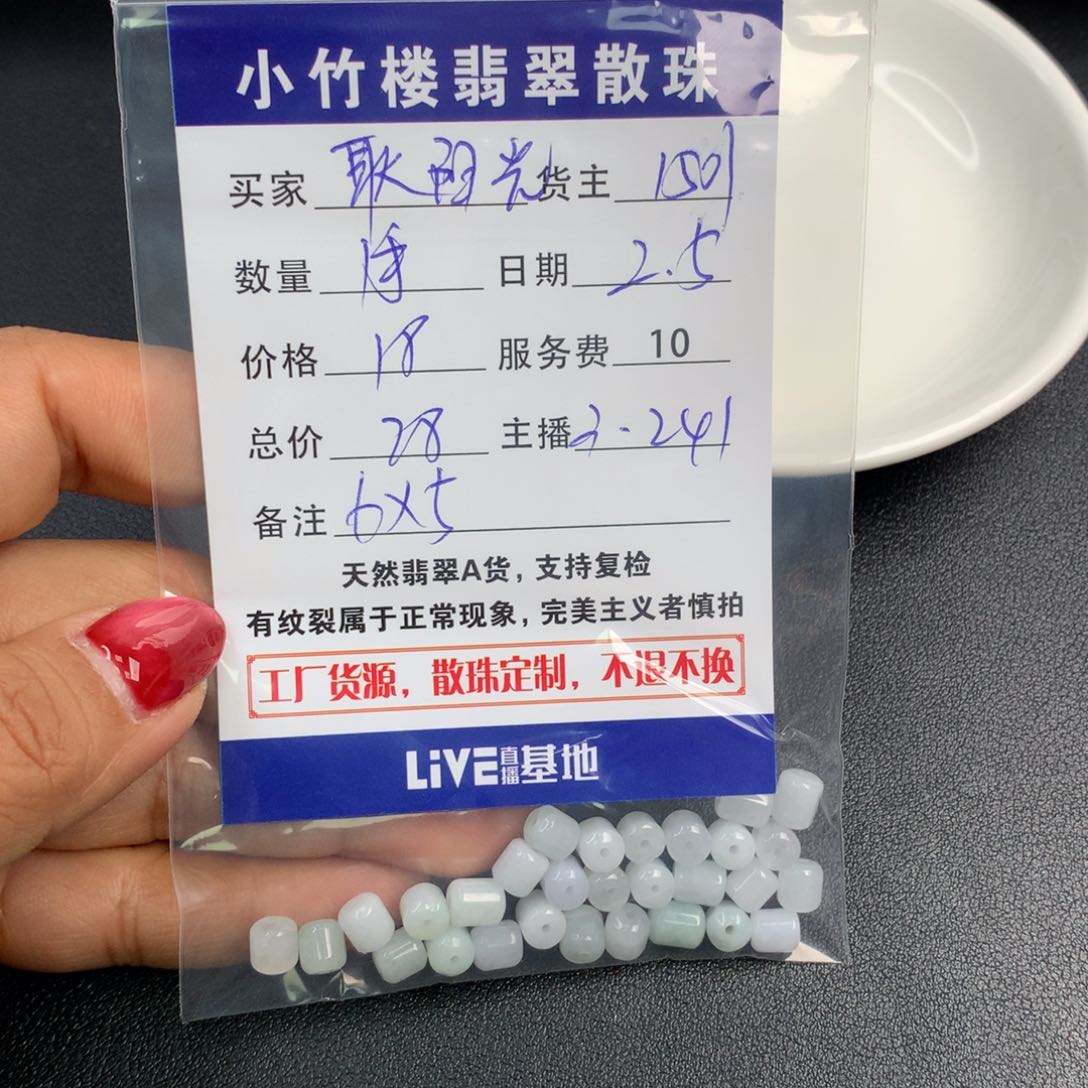 小竹楼翡翠散珠
买家 耿阳光 货主 1501
数量 1手 日期 2.5
价格 18 服务费 10
总价 28 主播 2-241
备注 6X5
天然翡翠A货，支持复检
有纹裂属于正常现象，完美主义者慎拍
工厂货源，散珠定制，不退不换
LiVE直播基地